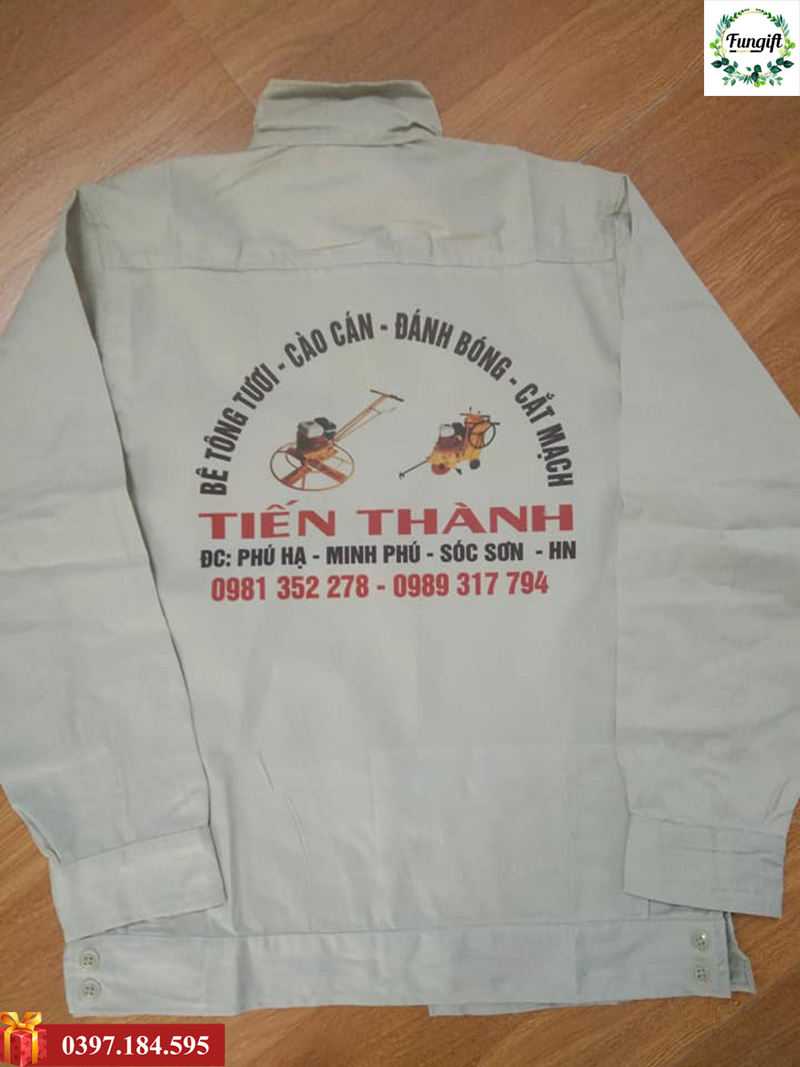 Fungift
BÊ TÔNG TƯƠI - CÀO CÁN - ĐÁNH BÓNG - CẮT MẠCH
TIẾN THÀNH
ĐC: PHÚ HẠ - MINH PHÚ - SÓC SƠN - HN
0981 352 278 - 0989 317 794
0397.184.595